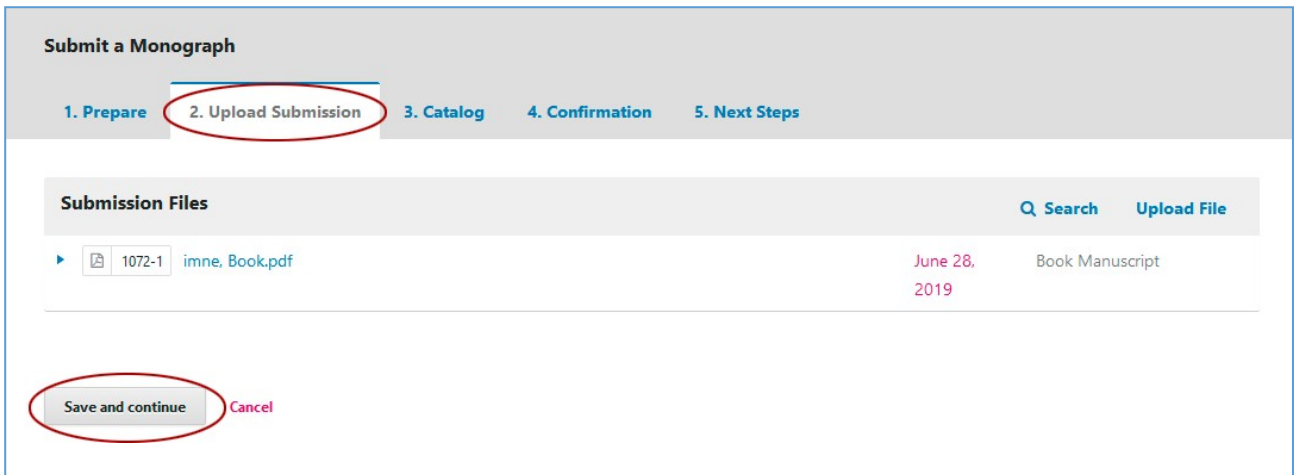 Submit a Monograph
1. Prepare 2. Upload Submission 3. Catalog 4. Confirmation 5. Next Steps
Submission Files Search Upload File
1072-1 imne, Book.pdf June 28, Book Manuscript
2019
Save and continue Cancel